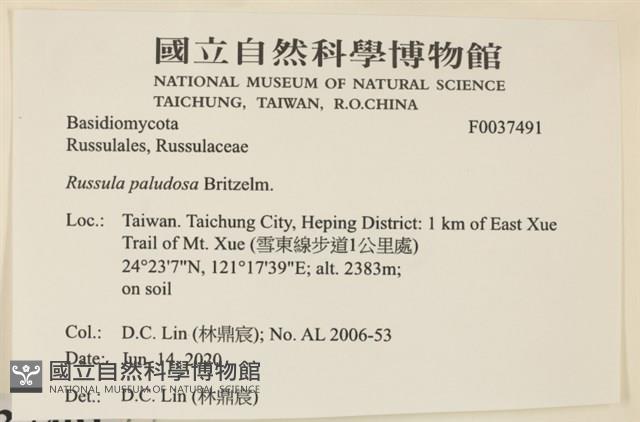 國立自然科學博物館
NATIONAL MUSEUM OF NATURAL SCIENCE
TAICHUNG, TAIWAN, R.O.CHINA
Basidiomycota F0037491
Russulales, Russulaceae
Russula paludosa Britzelm.
Loc.: Taiwan. Taichung City, Heping District: 1 km of East Xue
Trail of Mt. Xue (雪東線步道1公里處)
24°23'7"N, 121°17'39"E; alt. 2383m;
on soil
Col.: D.C. Lin (林鼎宸); No. AL 2006-53
Date: Jun. 14, 2020
國立自然科學博物館
NATIONAL MUSEUM OF NATURAL SCIENCE
Det.: D.C. Lin (林鼎宸)